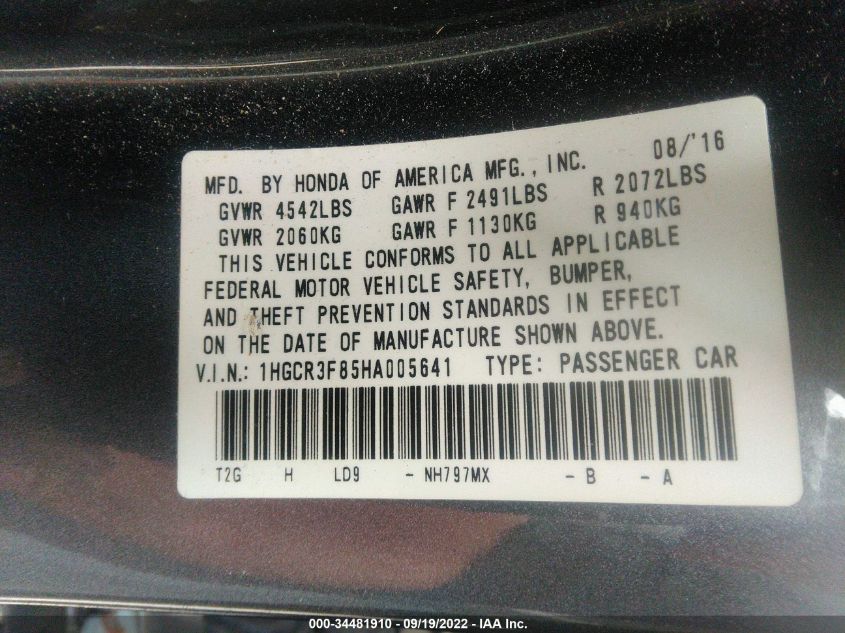 08/'16
MFD. BY HONDA OF AMERICA MFG., INC.
GVWR 4542LBS GAWR F 2491LBS R 2072LBS
GVWR 2060KG GAWR F 1130KG R 940KG
THIS VEHICLE CONFORMS TO ALL APPLICABLE
FEDERAL MOTOR VEHICLE SAFETY, BUMPER,
AND THEFT PREVENTION STANDARDS IN EFFECT
ON THE DATE OF MANUFACTURE SHOWN ABOVE.
V.I.N.: 1HGCR3F85HA005641 TYPE: PASSENGER CAR
T2G H LD9 - NH797MX - B - A
000-34481910 - 09/19/2022 - IAA Inc.